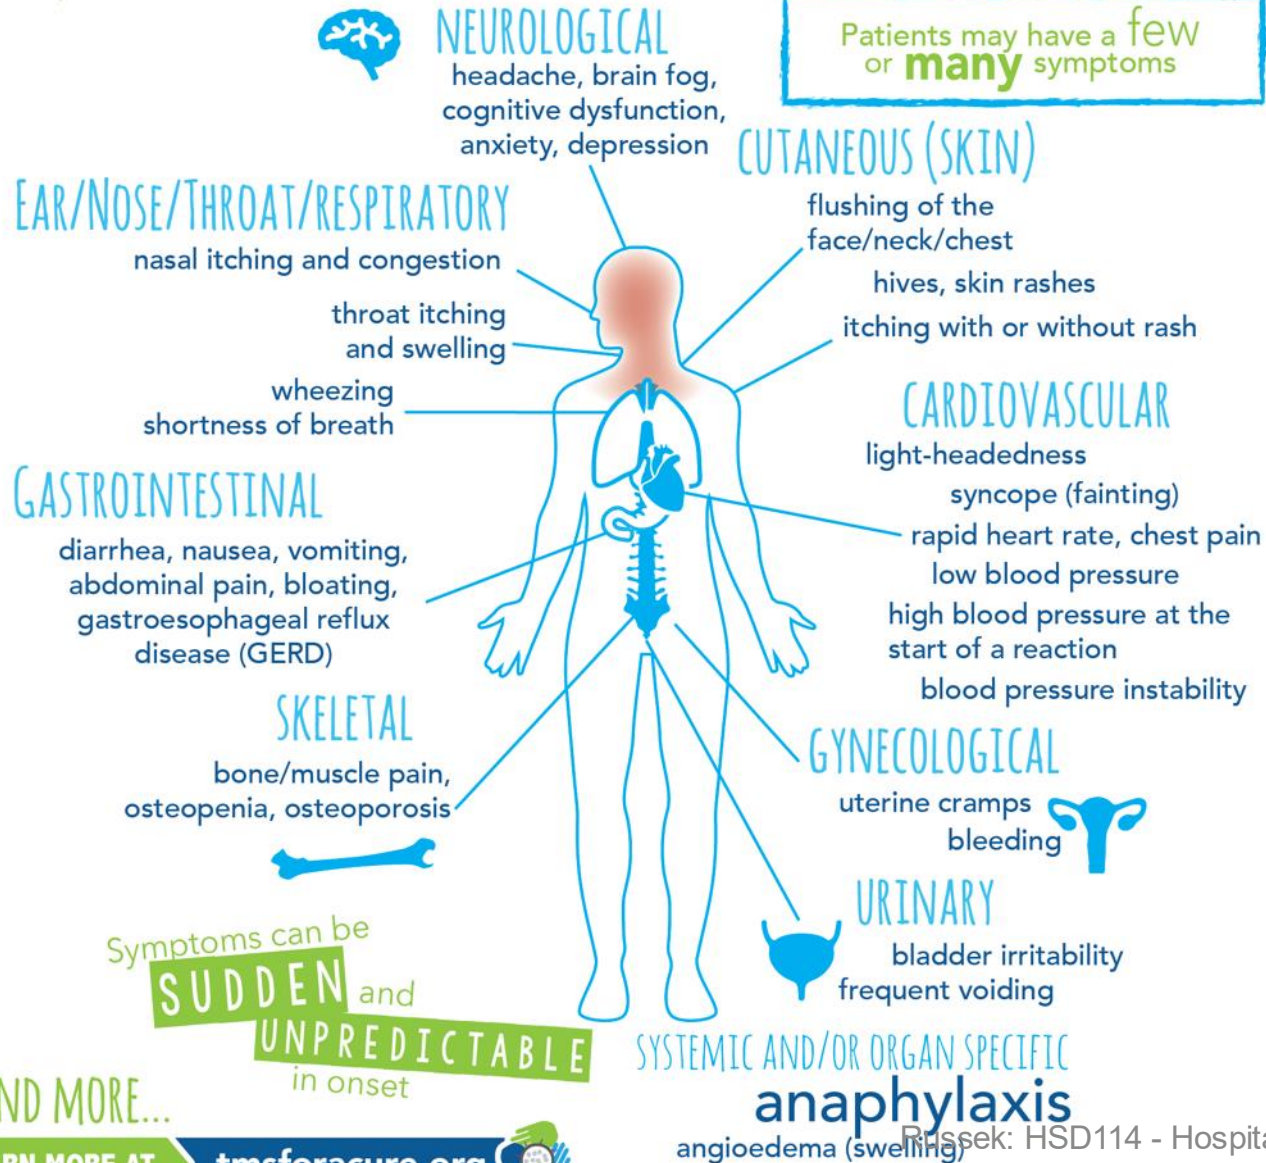 NEUROLOGICAL
headache, brain fog,
cognitive dysfunction,
anxiety, depression
Patients may have a few
or many symptoms
CUTANEOUS (SKIN)
flushing of the
face/neck/chest
hives, skin rashes
itching with or without rash
EAR/NOSE/THROAT/RESPIRATORY
nasal itching and congestion
throat itching
and swelling
wheezing
shortness of breath
CARDIOVASCULAR
light-headedness
syncope (fainting)
rapid heart rate, chest pain
low blood pressure
high blood pressure at the
start of a reaction
blood pressure instability
GASTROINTESTINAL
diarrhea, nausea, vomiting,
abdominal pain, bloating,
gastroesophageal reflux
disease (GERD)
SKELETAL
bone/muscle pain,
osteopenia, osteoporosis
GYNECOLOGICAL
uterine cramps
bleeding
URINARY
bladder irritability
frequent voiding
Symptoms can be
SUDDEN and
UNPREDICTABLE
in onset
SYSTEMIC AND/OR ORGAN SPECIFIC
anaphylaxis
angioedema (swelling)
MORE...
MORE AT
tmsforacure.org
Russek: HSD114 -